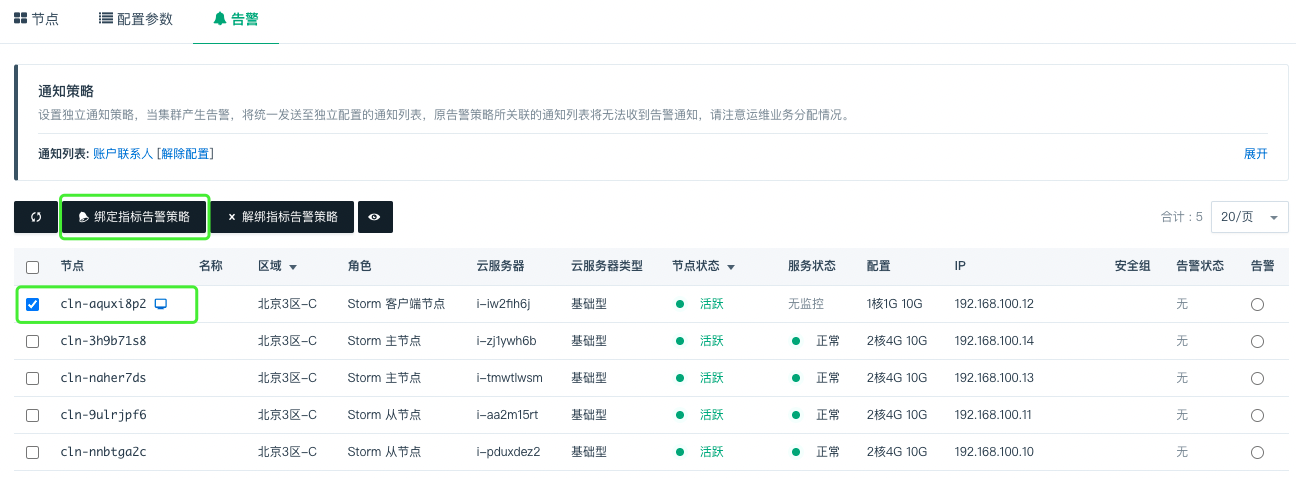 节点 配置参数 告警
通知策略
设置独立通知策略，当集群产生告警，将统一发送至独立配置的通知列表，原告警策略所关联的通知列表将无法收到告警通知，请注意运维业务分配情况。
通知列表: 账户联系人 [解除配置] 展开
绑定指标告警策略 × 解绑指标告警策略 合计 : 5 20/页
节点 名称 区域 角色 云服务器 云服务器类型 节点状态 服务状态 配置 IP 安全组 告警状态 告警
cln-aquxi8p2 北京3区-C Storm 客户端节点 i-iw2fih6j 基础型 活跃 无监控 1核1G 10G 192.168.100.12 无
cln-3h9b71s8 北京3区-C Storm 主节点 i-zj1ywh6b 基础型 活跃 正常 2核4G 10G 192.168.100.14 无
cln-naher7ds 北京3区-C Storm 主节点 i-tmwtlwsm 基础型 活跃 正常 2核4G 10G 192.168.100.13 无
cln-9ulrjpf6 北京3区-C Storm 从节点 i-aa2m15rt 基础型 活跃 正常 2核4G 10G 192.168.100.11 无
cln-nnbtga2c 北京3区-C Storm 从节点 i-pduxdez2 基础型 活跃 正常 2核4G 10G 192.168.100.10 无